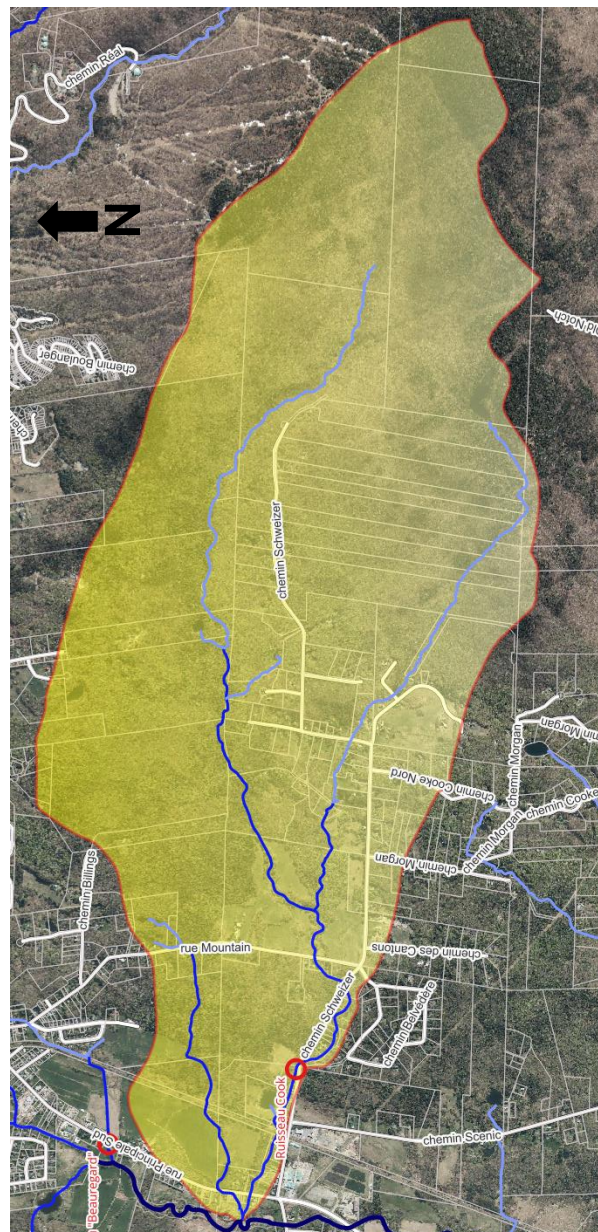 chemin Réal
N
Old Notch
chemin Boulanger
chemin Schweizer
chemin Morgan
chemin Morgan
chemin Cooke Nord
chemin Cooke
chemin Morgan
chemin Morgan
chemin Billings
rue Mountain
chemin des Cantons
chemin Schweizer
chemin Belvédère
Ruisseau Cook
rue Principale Sud
"Beauregard"
chemin Scenic